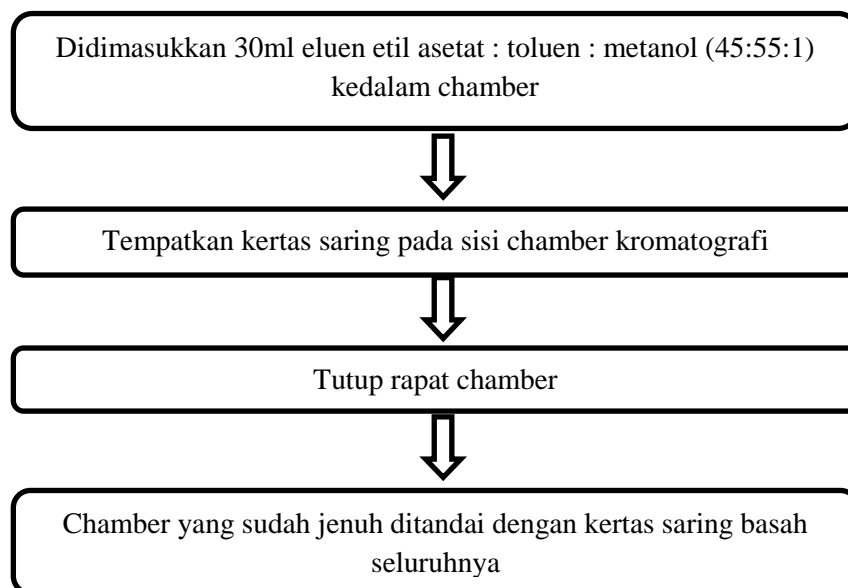 Didimasukkan 30ml eluen etil asetat : toluen : metanol (45:55:1)
kedalam chamber
Tempatkan kertas saring pada sisi chamber kromatografi
Tutup rapat chamber
Chamber yang sudah jenuh ditandai dengan kertas saring basah
seluruhnya